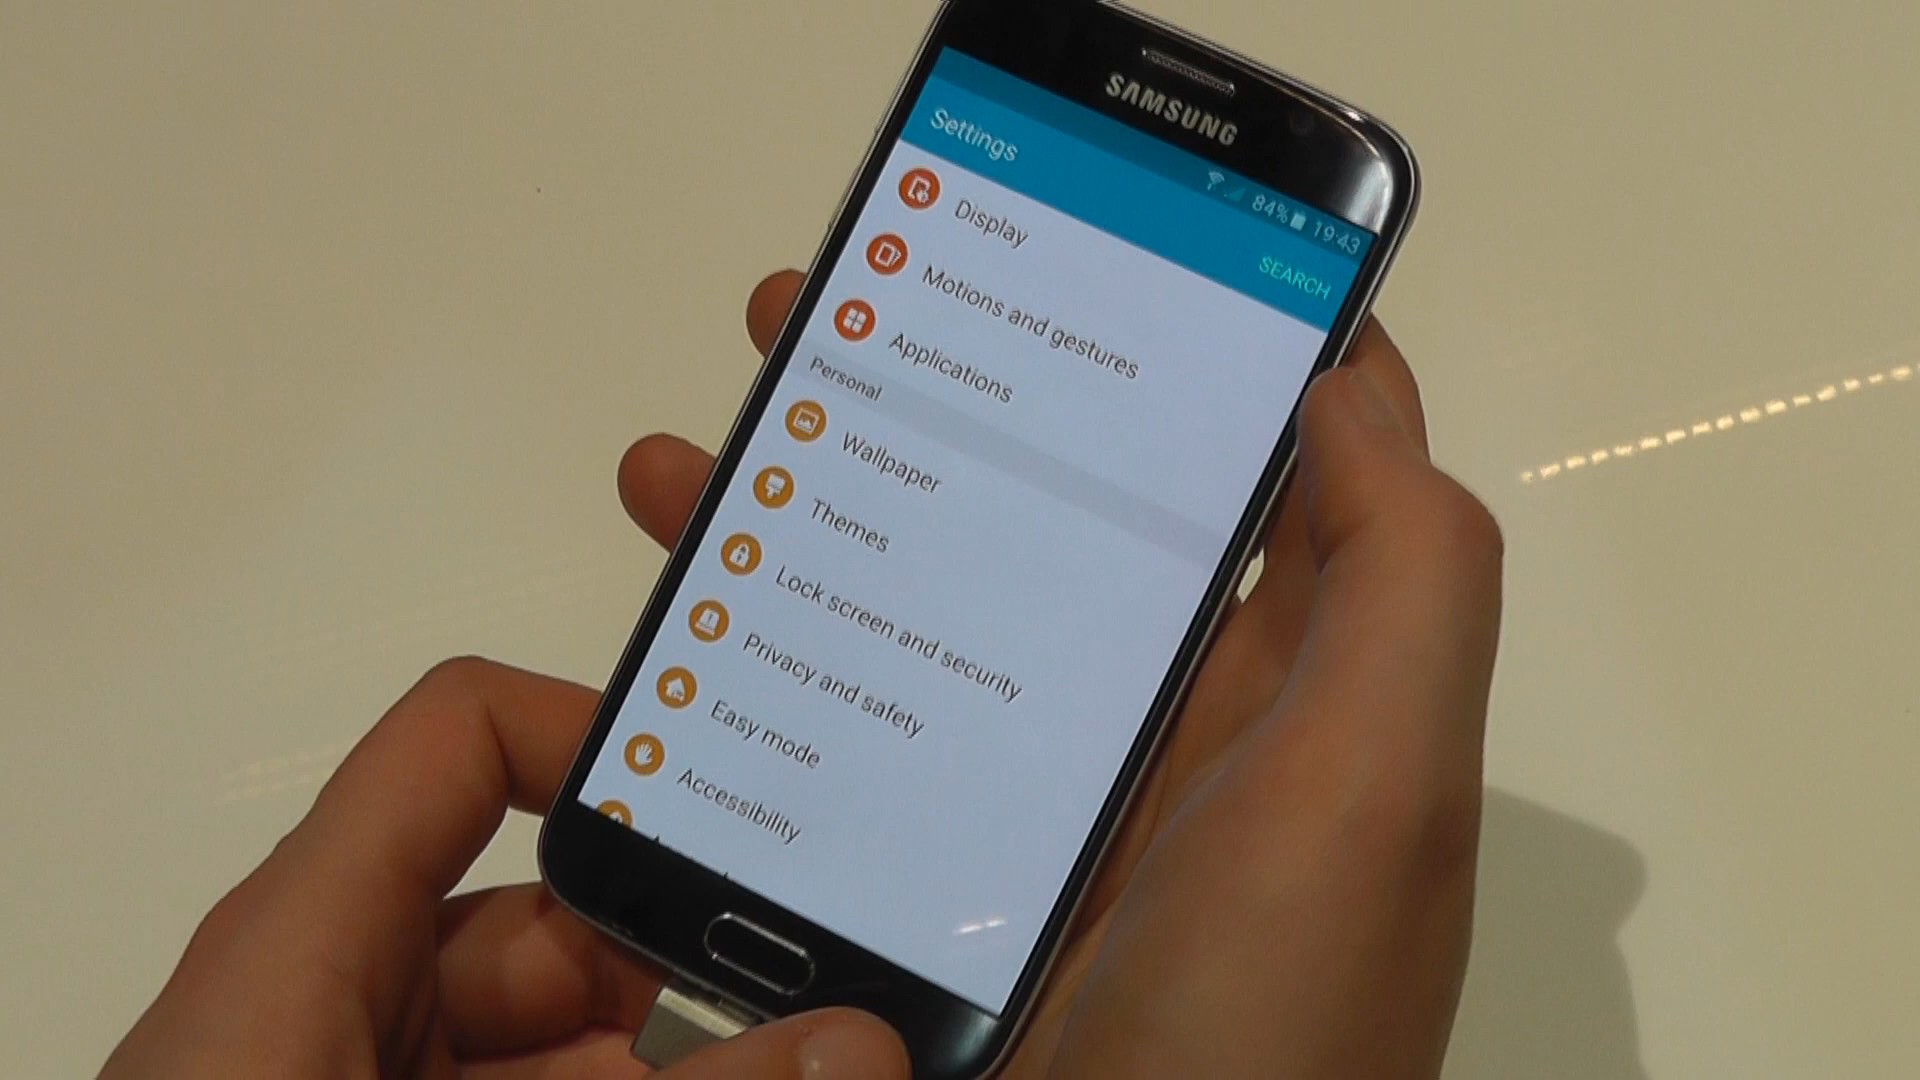 SAMSUNG
84% 19:43
Settings
SEARCH
Display
Motions and gestures
Applications
Personal
Wallpaper
Themes
Lock screen and security
Privacy and safety
Easy mode
Accessibility